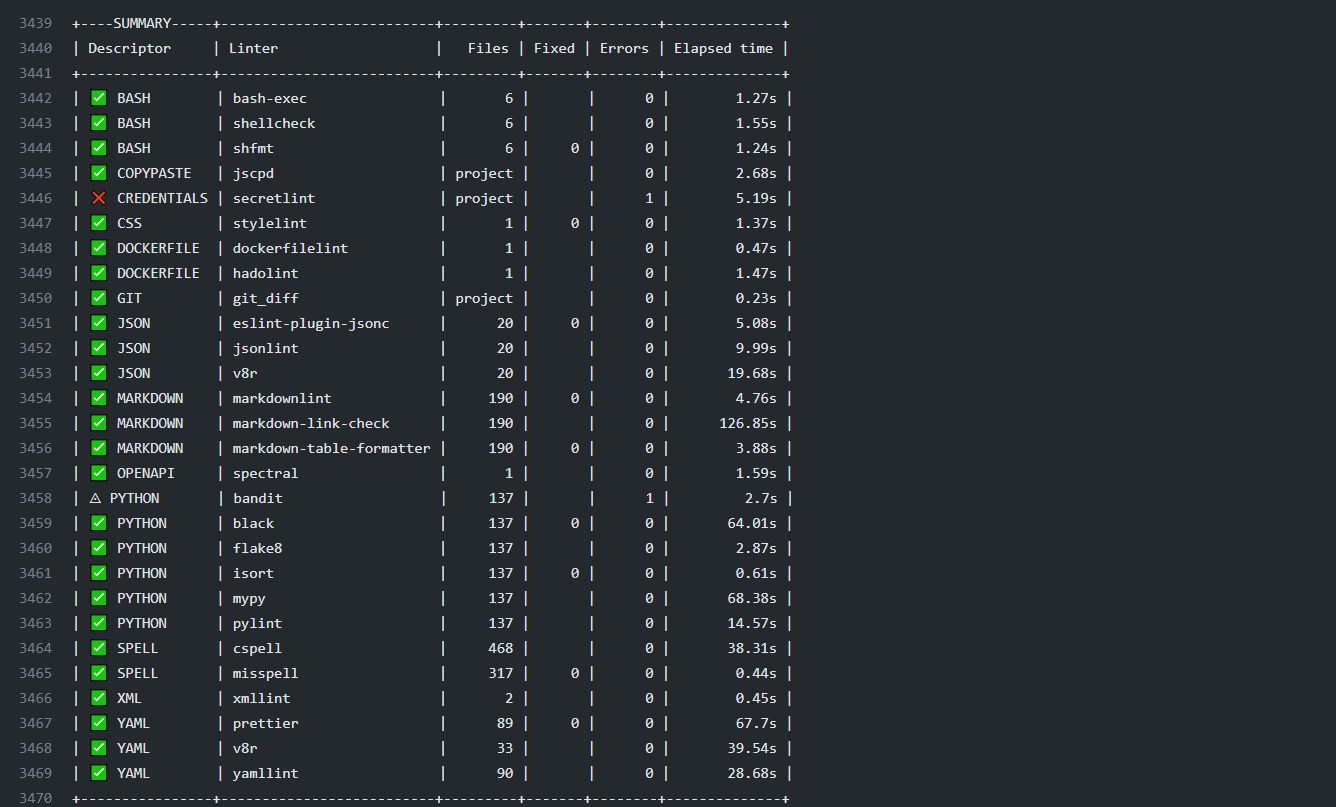 3439 +----SUMMARY-----+--------------------------+---------+-------+--------+--------------+
3440 | Descriptor     | Linter                   |   Files | Fixed | Errors | Elapsed time |
3441 +----------------+--------------------------+---------+-------+--------+--------------+
3442 | ✅ BASH        | bash-exec                |       6 |       |      0 |        1.27s |
3443 | ✅ BASH        | shellcheck               |       6 |       |      0 |        1.55s |
3444 | ✅ BASH        | shfmt                    |       6 |     0 |      0 |        1.24s |
3445 | ✅ COPYPASTE   | jscpd                    | project |       |      0 |        2.68s |
3446 | ❌ CREDENTIALS | secretlint               | project |       |      1 |        5.19s |
3447 | ✅ CSS         | stylelint                |       1 |     0 |      0 |        1.37s |
3448 | ✅ DOCKERFILE  | dockerfilelint           |       1 |       |      0 |        0.47s |
3449 | ✅ DOCKERFILE  | hadolint                 |       1 |       |      0 |        1.47s |
3450 | ✅ GIT         | git_diff                 | project |       |      0 |        0.23s |
3451 | ✅ JSON        | eslint-plugin-jsonc      |      20 |     0 |      0 |        5.08s |
3452 | ✅ JSON        | jsonlint                 |      20 |       |      0 |        9.99s |
3453 | ✅ JSON        | v8r                      |      20 |       |      0 |       19.68s |
3454 | ✅ MARKDOWN    | markdownlint             |     190 |     0 |      0 |        4.76s |
3455 | ✅ MARKDOWN    | markdown-link-check      |     190 |       |      0 |      126.85s |
3456 | ✅ MARKDOWN    | markdown-table-formatter |     190 |     0 |      0 |        3.88s |
3457 | ✅ OPENAPI     | spectral                 |       1 |       |      0 |        1.59s |
3458 | ⚠ PYTHON       | bandit                   |     137 |       |      1 |         2.7s |
3459 | ✅ PYTHON      | black                    |     137 |     0 |      0 |       64.01s |
3460 | ✅ PYTHON      | flake8                   |     137 |       |      0 |        2.87s |
3461 | ✅ PYTHON      | isort                    |     137 |     0 |      0 |        0.61s |
3462 | ✅ PYTHON      | mypy                     |     137 |       |      0 |       68.38s |
3463 | ✅ PYTHON      | pylint                   |     137 |       |      0 |       14.57s |
3464 | ✅ SPELL       | cspell                   |     468 |       |      0 |       38.31s |
3465 | ✅ SPELL       | misspell                 |     317 |     0 |      0 |        0.44s |
3466 | ✅ XML         | xmllint                  |       2 |       |      0 |        0.45s |
3467 | ✅ YAML        | prettier                 |      89 |     0 |      0 |        67.7s |
3468 | ✅ YAML        | v8r                      |      33 |       |      0 |       39.54s |
3469 | ✅ YAML        | yamllint                 |      90 |       |      0 |       28.68s |
3470 +----------------+--------------------------+---------+-------+--------+--------------+